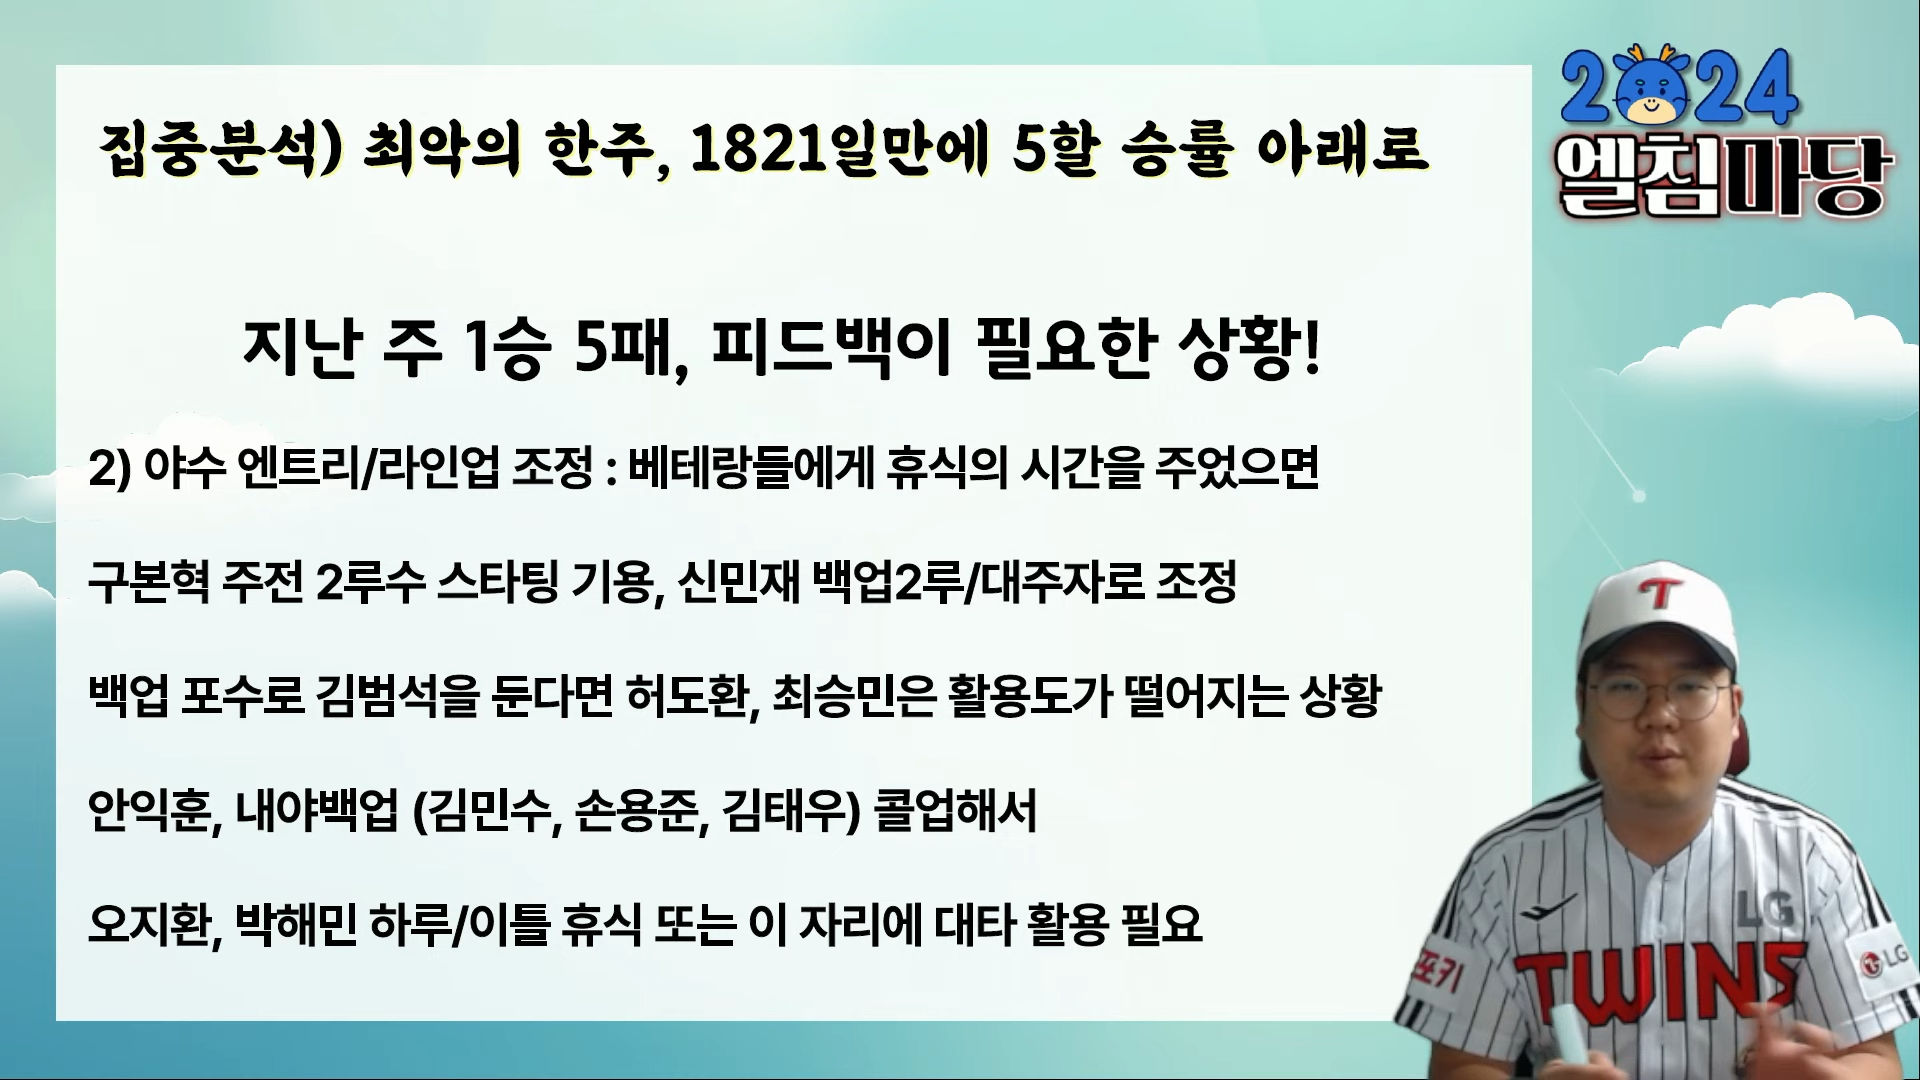 집중분석) 최악의 한주, 1821일만에 5할 승률 아래로
2024
엘침마당
지난 주 1승 5패, 피드백이 필요한 상황!
2) 야수 엔트리/라인업 조정 : 베테랑들에게 휴식의 시간을 주었으면
구본혁 주전 2루수 스타팅 기용, 신민재 백업2루/대주자로 조정
백업 포수로 김범석을 둔다면 허도환, 최승민은 활용도가 떨어지는 상황
안익훈, 내야백업 (김민수, 손용준, 김태우) 콜업해서
오지환, 박해민 하루/이틀 휴식 또는 이 자리에 대타 활용 필요
T
LG
TWINS
포키
LG